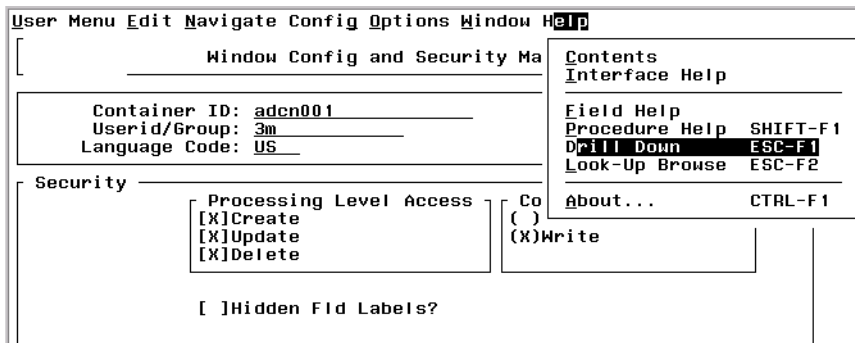 User Menu Edit Navigate Config Options Window Help
Window Config and Security Ma
Contents
Interface Help
Field Help
Procedure Help SHIFT-F1
Drill Down ESC-F1
Look-Up Browse ESC-F2
About... CTRL-F1
Container ID: adcn001
Userid/Group: 3m
Language Code: US
Security
Processing Level Access
[X]Create
[X]Update
[X]Delete
Co
( )
(X)Write
[ ]Hidden Fld Labels?